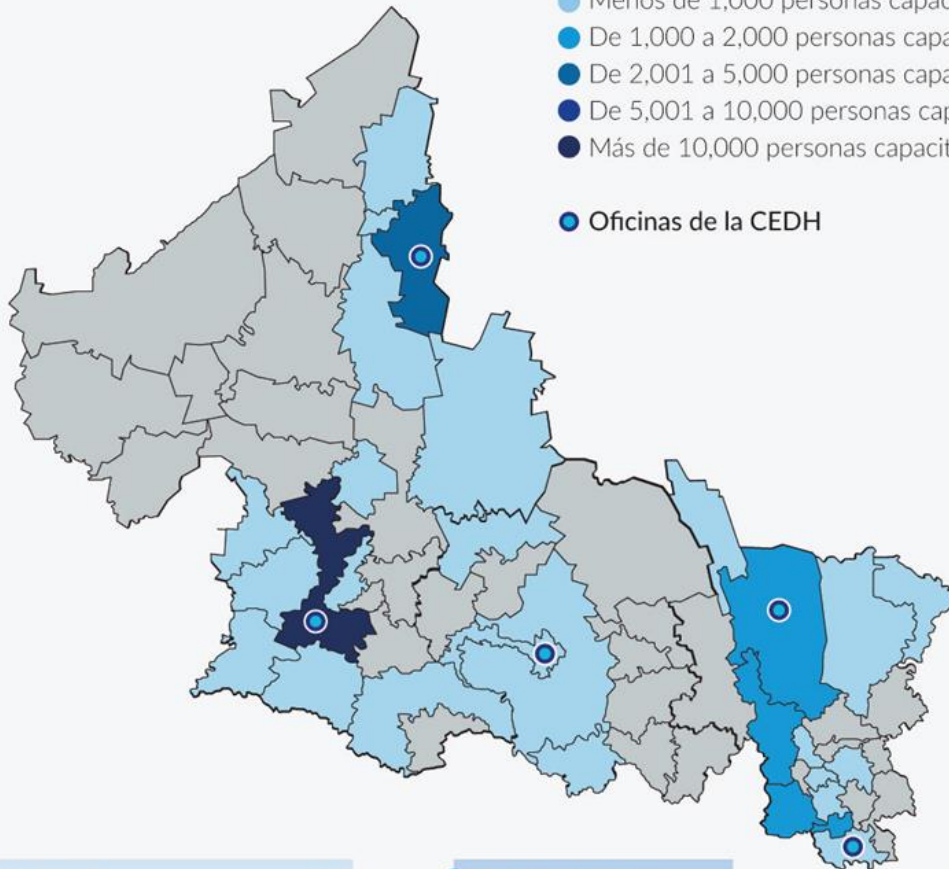 Menos de 1,000 personas
De 1,000 a 2,000 personas
De 2,001 a 5,000 personas
De 5,001 a 10,000 personas
Más de 10,000 personas
Oficinas de la CEDH